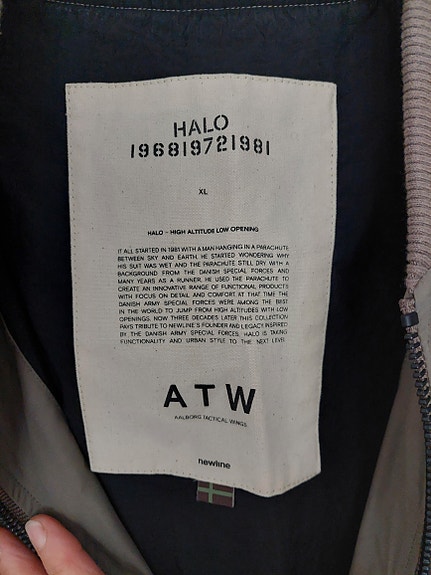 HALO
196819721981
XL
HALO - HIGH ALTITUDE LOW OPENING
IT ALL STARTED IN 1981 WITH A MAN HANGING IN A PARACHUTE
BETWEEN SKY AND EARTH. HE STARTED WONDERING WHY
HIS SUIT WAS WET AND THE PARACHUTE STILL DRY. WITH A
BACKGROUND FROM THE DANISH SPECIAL FORCES AND
MANY YEARS AS A RUNNER, HE USED THE PARACHUTE TO
CREATE AN INNOVATIVE RANGE OF FUNCTIONAL PRODUCTS
WITH FOCUS ON DETAIL AND COMFORT. AT THAT TIME THE
DANISH ARMY SPECIAL FORCES WERE AMONG THE BEST
IN THE WORLD TO JUMP FROM HIGH ALTITUDES WITH LOW
OPENINGS. NOW THREE DECADES LATER THIS COLLECTION
PAYS TRIBUTE TO NEWLINE'S FOUNDER AND LEGACY. INSPIRED
BY THE DANISH ARMY SPECIAL FORCES, HALO IS TAKING
FUNCTIONALITY AND URBAN STYLE TO THE NEXT LEVEL.
ATW
AALBORG TACTICAL WINGS
newline